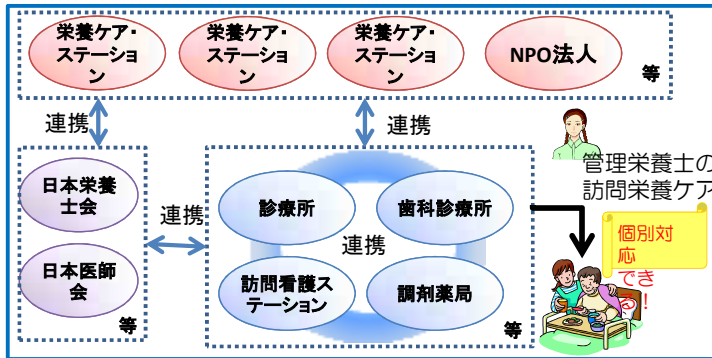 栄養ケア・
ステーショ
ン
栄養ケア・
ステーショ
ン
栄養ケア・
ステーショ
ン
NPO法人
等
連携
連携
日本栄養
士会
日本医師
会
等
連携
診療所
歯科診療所
連携
訪問看護ス
テーション
調剤薬局
等
管理栄養士の
訪問栄養ケア
個別対
応
でき
る！